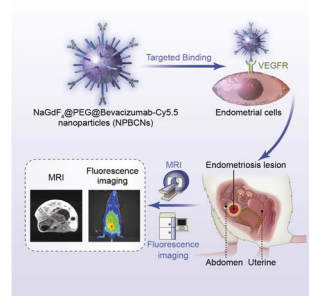 Targeted Binding
VEGFR
NaGdF4@PEG@Bevacizumab-Cy5.5
nanoparticles (NPBCNs)
Endometrial cells
Endometriosis lesion
MRI
Fluorescence
imaging
MRI
Fluorescence
imaging
Abdomen Uterine